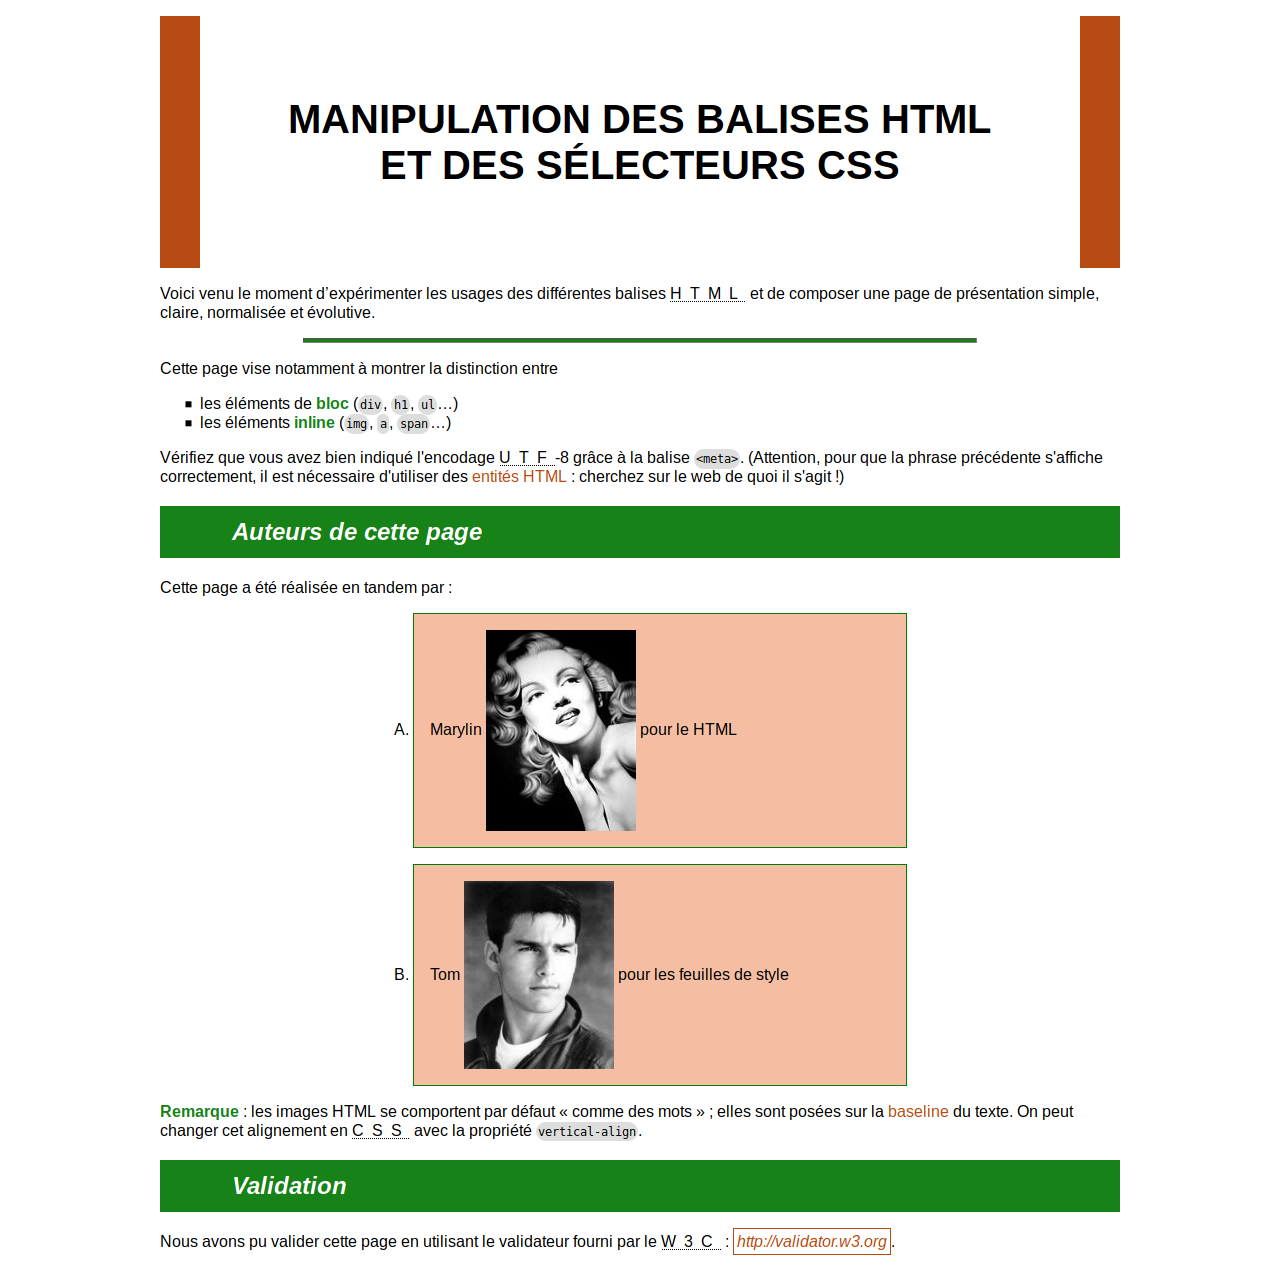 MANIPULATION DES BALISES HTML
ET DES SÉLECTEURS CSS
Voici venu le moment d’expérimenter les usages des différentes balises HTML et de composer une page de présentation simple,
claire, normalisée et évolutive.
Cette page vise notamment à montrer la distinction entre
les éléments de bloc (div, h1, ul…)
les éléments inline (img, a, span…)
Vérifiez que vous avez bien indiqué l'encodage UTF-8 grâce à la balise <meta>. (Attention, pour que la phrase précédente s'affiche
correctement, il est nécessaire d'utiliser des entités HTML : cherchez sur le web de quoi il s'agit !)
Auteurs de cette page
Cette page a été réalisée en tandem par :
A. Marylin pour le HTML
B. Tom pour les feuilles de style
Remarque : les images HTML se comportent par défaut « comme des mots » ; elles sont posées sur la baseline du texte. On peut
changer cet alignement en CSS avec la propriété vertical-align.
Validation
Nous avons pu valider cette page en utilisant le validateur fourni par le W3C : http://validator.w3.org.